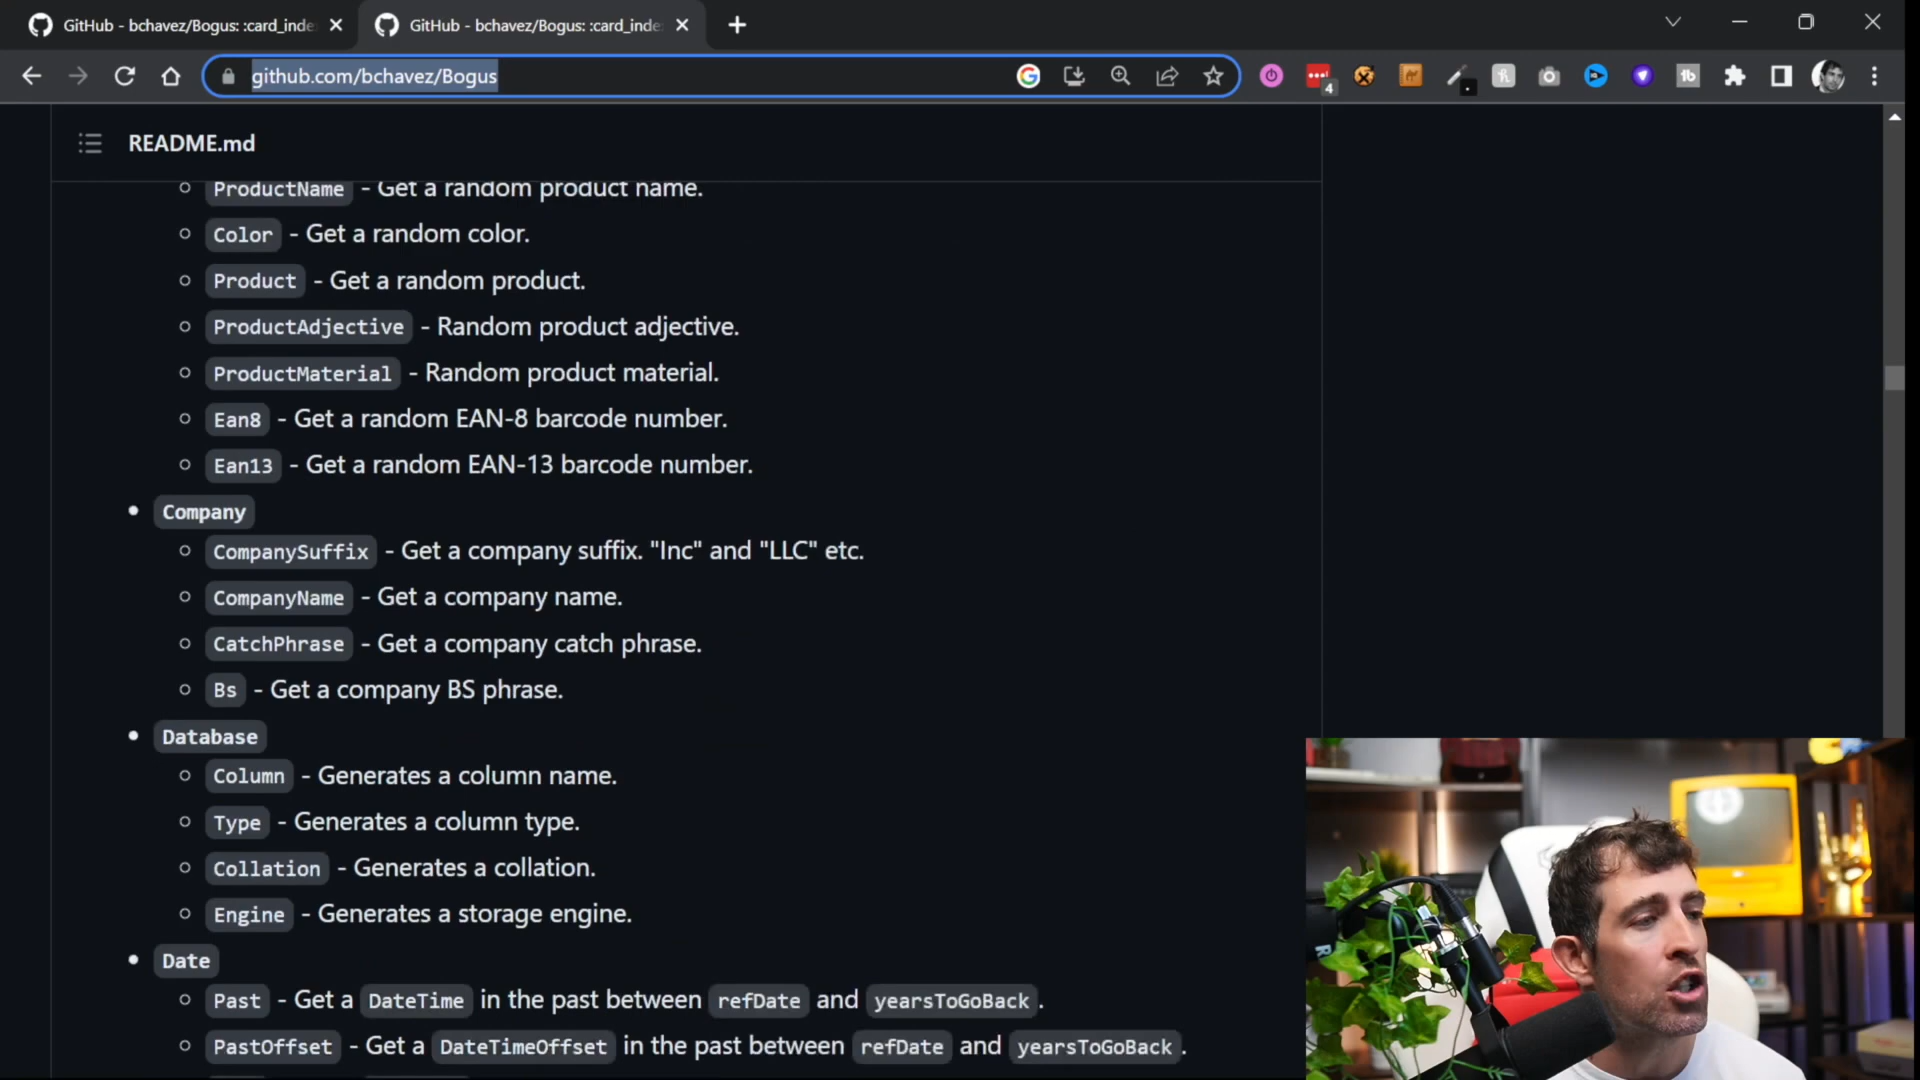 GitHub - bchavez/Bogus: :card_inde
GitHub - bchavez/Bogus: :card_inde
github.com/bchavez/Bogus
4
README.md
ProductName - Get a random product name.
Color - Get a random color.
Product - Get a random product.
ProductAdjective - Random product adjective.
ProductMaterial - Random product material.
Ean8 - Get a random EAN-8 barcode number.
Ean13 - Get a random EAN-13 barcode number.
Company
CompanySuffix - Get a company suffix. "Inc" and "LLC" etc.
CompanyName - Get a company name.
CatchPhrase - Get a company catch phrase.
Bs - Get a company BS phrase.
Database
Column - Generates a column name.
Type - Generates a column type.
Collation - Generates a collation.
Engine - Generates a storage engine.
Date
Past - Get a DateTime in the past between refDate and yearsToGoBack.
PastOffset - Get a DateTimeOffset in the past between refDate and yearsToGoBack.